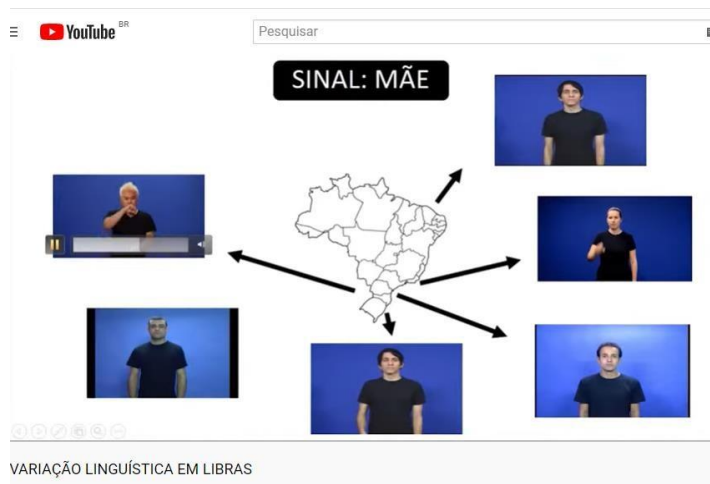 YouTube BR
Pesquisar
SINAL: MÃE
VARIAÇÃO LINGUÍSTICA EM LIBRAS